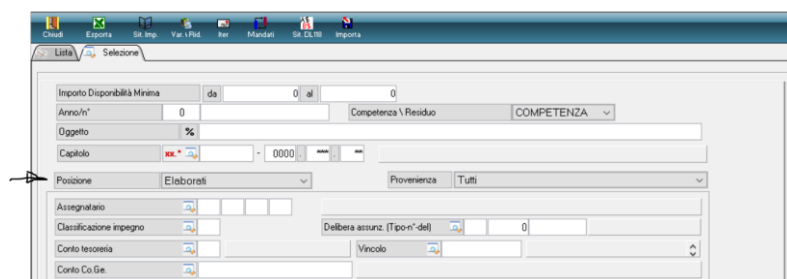 Chiudi Esporta Sit. Imp. Var. \ Rid. Iter Mandati Sit. DL118 Importa
Lista Selezione
Importo Disponibilità Minima da 0 al 0
Anno/n° 0 Competenza \ Residuo COMPETENZA
Oggetto %
Capitolo xx.* - 0000 . **** . **
Posizione Elaborati Provenienza Tutti
Assegnatario
Classificazione impegno Delibera assunz. (Tipo-n°-del) 0
Conto tesoreria Vincolo
Conto Co.Ge.